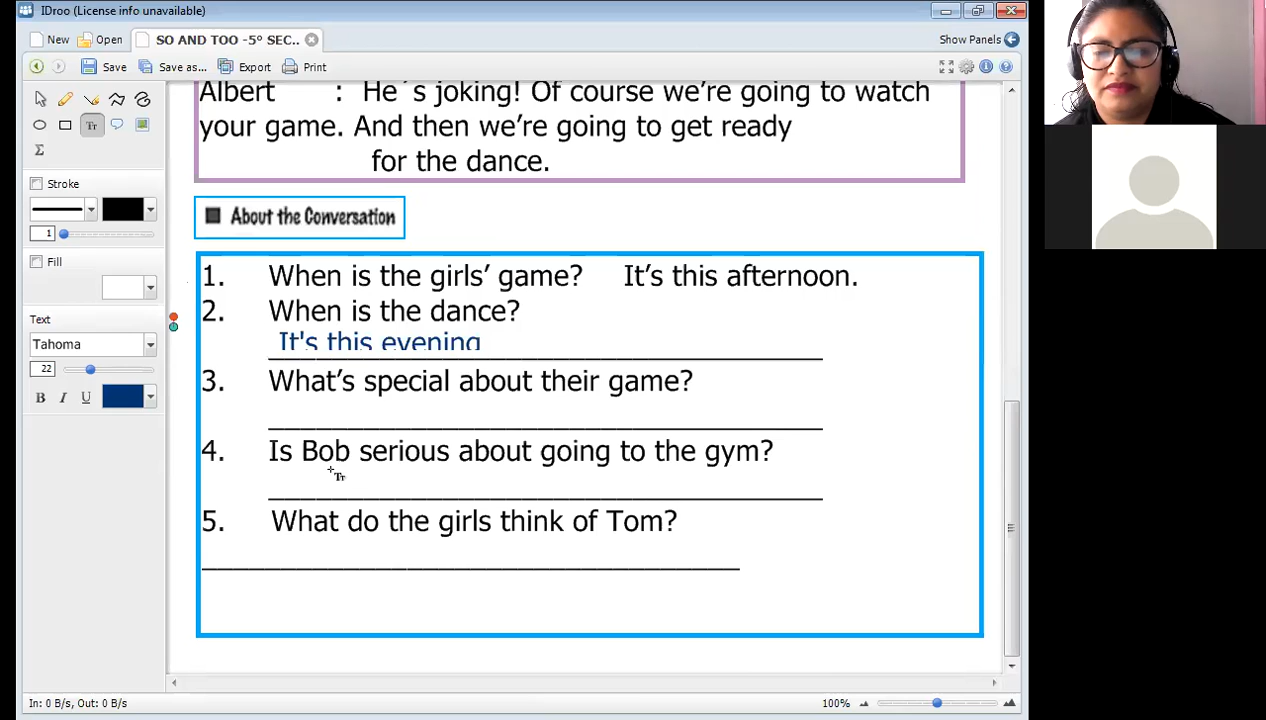 IDroo (License info unavailable)
New Open SO AND TOO -5º SEC.. Show Panels
Save Save as... Export Print
Albert : He´s joking! Of course we’re going to watch
your game. And then we’re going to get ready
for the dance.
Stroke
1
Fill
Text
Tahoma
22
B I U
About the Conversation
1. When is the girls’ game? It’s this afternoon.
2. When is the dance?
It's this evening
3. What’s special about their game?
4. Is Bob serious about going to the gym?
Tr
5. What do the girls think of Tom?
In: 0 B/s, Out: 0 B/s 100%